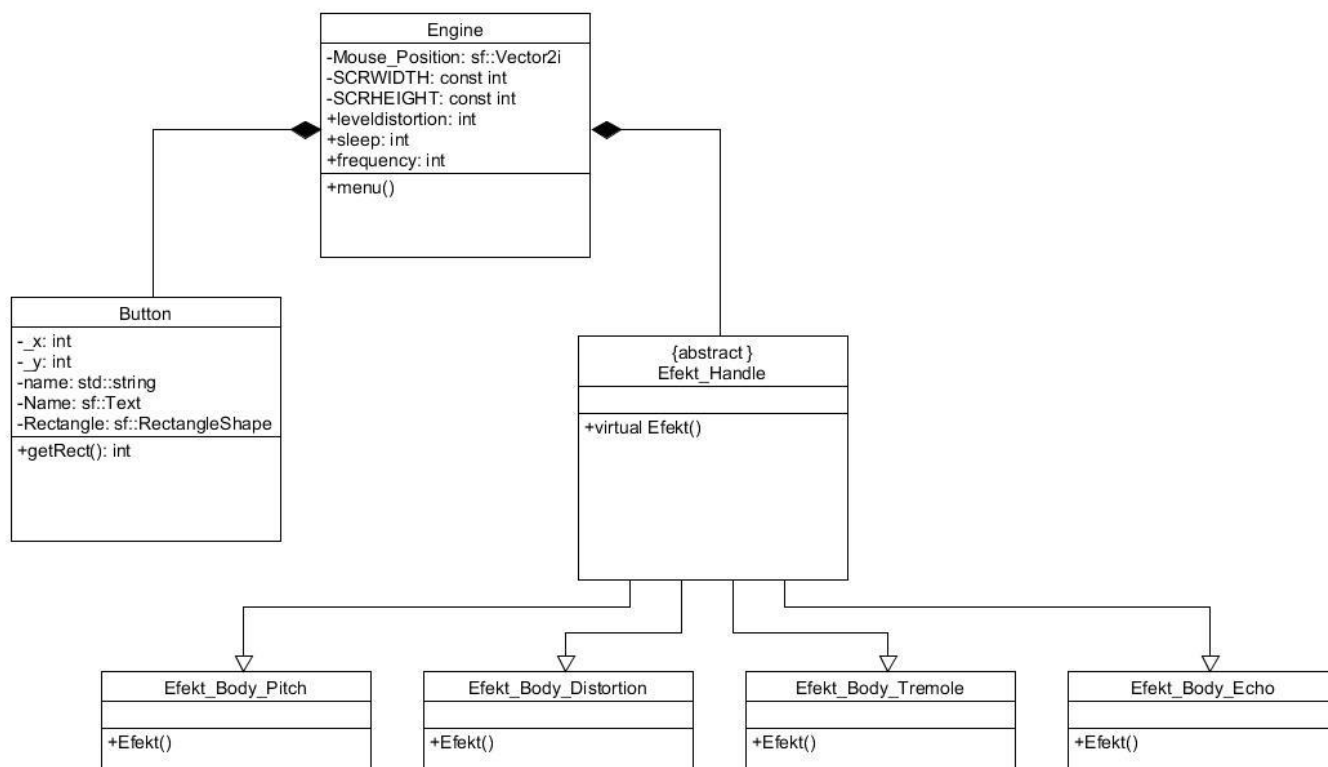 Engine
-Mouse_Position: sf::Vector2i
-SCRWIDTH: const int
-SCRHEIGHT: const int
+leveldistortion: int
+sleep: int
+frequency: int
+menu()
Button
-_x: int
-_y: int
-name: std::string
-Name: sf::Text
-Rectangle: sf::RectangleShape
+getRect(): int
{abstract}
Efekt_Handle
+virtual Efekt()
Efekt_Body_Pitch
+Efekt()
Efekt_Body_Distortion
+Efekt()
Efekt_Body_Tremole
+Efekt()
Efekt_Body_Echo
+Efekt()